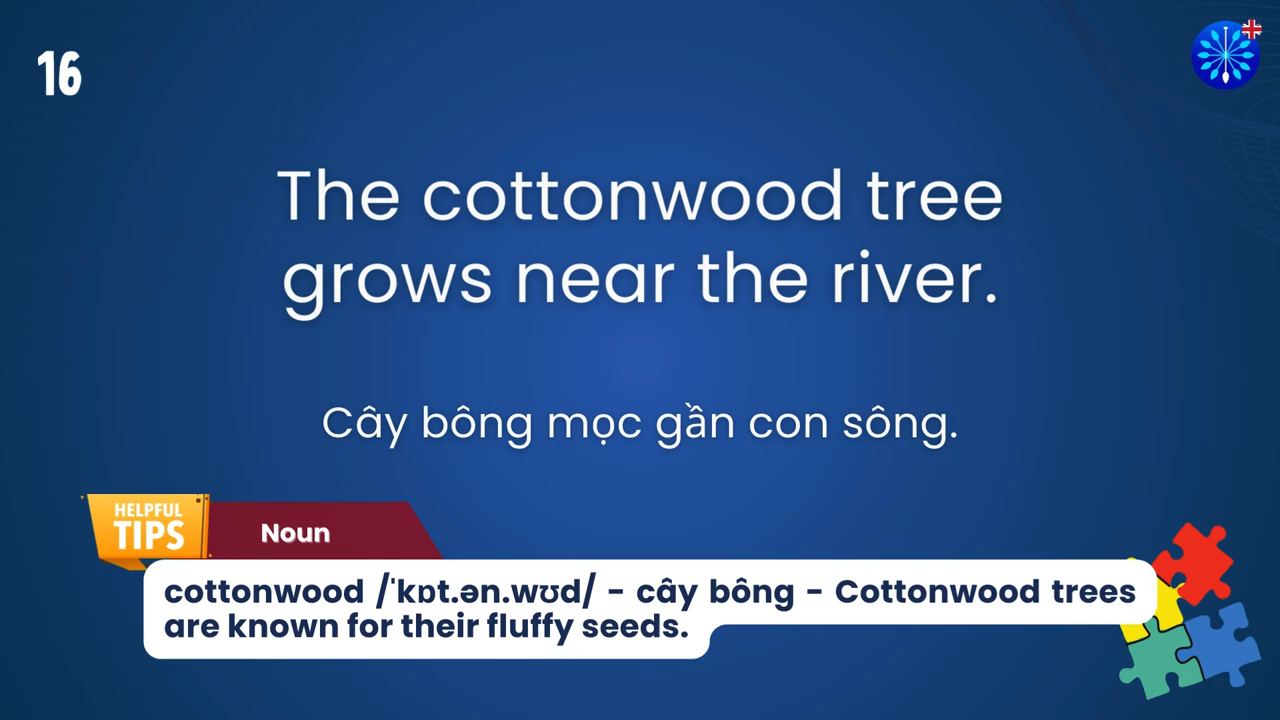 16
The cottonwood tree
grows near the river.
Cây bông mọc gần con sông.
HELPFUL
TIPS
Noun
cottonwood /ˈkɒt.ən.wʊd/ - cây bông - Cottonwood trees
are known for their fluffy seeds.